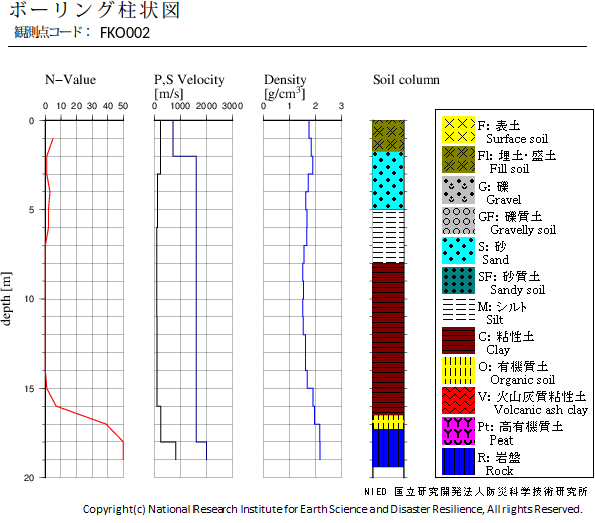 ボーリング柱状図
観測点コード： FKO002
N−Value
P,S Velocity
[m/s]
Density
[g/cm3]
Soil column
0 10 20 30 40 50
0 1000 2000 3000
0 1 2 3
depth [m]
0
5
10
15
20
F: 表土
Surface soil
Fl: 埋土・盛土
Fill soil
G: 礫
Gravel
GF: 礫質土
Gravelly soil
S: 砂
Sand
SF: 砂質土
Sandy soil
M: シルト
Silt
C: 粘性土
Clay
O: 有機質土
Organic soil
V: 火山灰質粘性土
Volcanic ash clay
Pt: 高有機質土
Peat
R: 岩盤
Rock
NIED 国立研究開発法人防災科学技術研究所
Copyright(c) National Research Institute for Earth Science and Disaster Resilience, All rights Reserved.